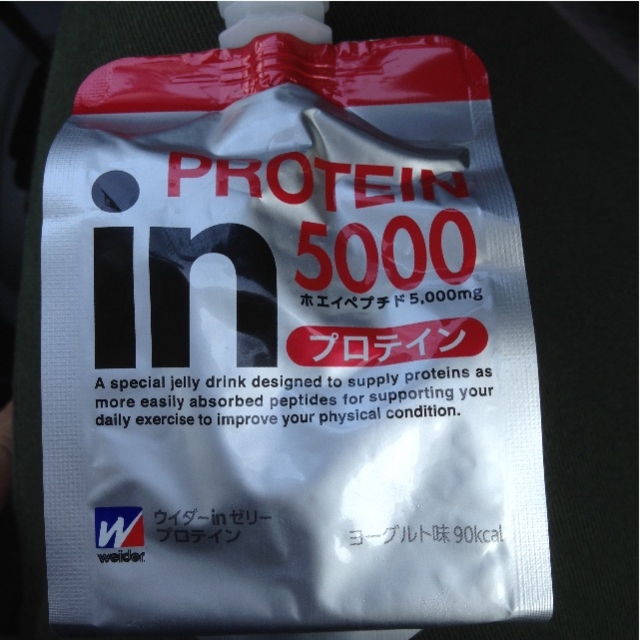 PROTEIN
in
5000
ホエイペプチド5,000mg
プロテイン
A special jelly drink designed to supply proteins as
more easily absorbed peptides for supporting your
daily exercise to improve your physical condition.
W
weider
ウイダーinゼリー
プロテイン
ヨーグルト味 90kcal